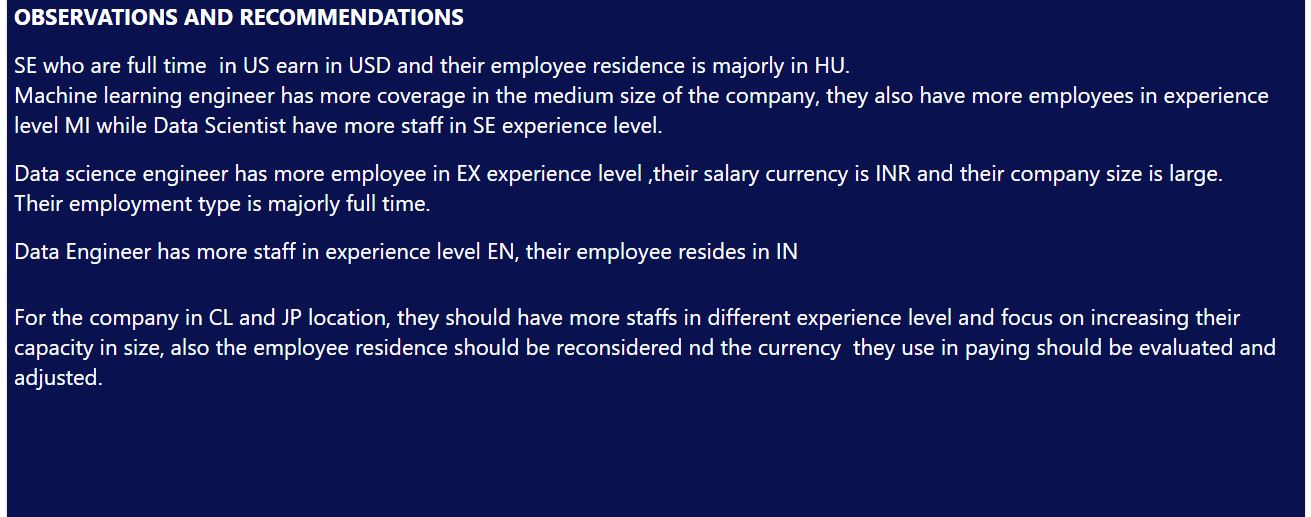 OBSERVATIONS AND RECOMMENDATIONS
SE who are full time  in US earn in USD and their employee residence is majorly in HU.
Machine learning engineer has more coverage in the medium size of the company, they also have more employees in experience
level MI while Data Scientist have more staff in SE experience level.
Data science engineer has more employee in EX experience level ,their salary currency is INR and their company size is large.
Their employment type is majorly full time.
Data Engineer has more staff in experience level EN, their employee resides in IN
For the company in CL and JP location, they should have more staffs in different experience level and focus on increasing their
capacity in size, also the employee residence should be reconsidered nd the currency  they use in paying should be evaluated and
adjusted.